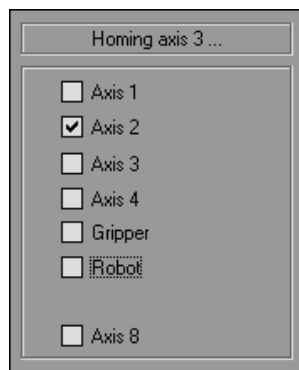 Homing axis 3 ...
Axis 1
Axis 2
Axis 3
Axis 4
Gripper
Robot
Axis 8